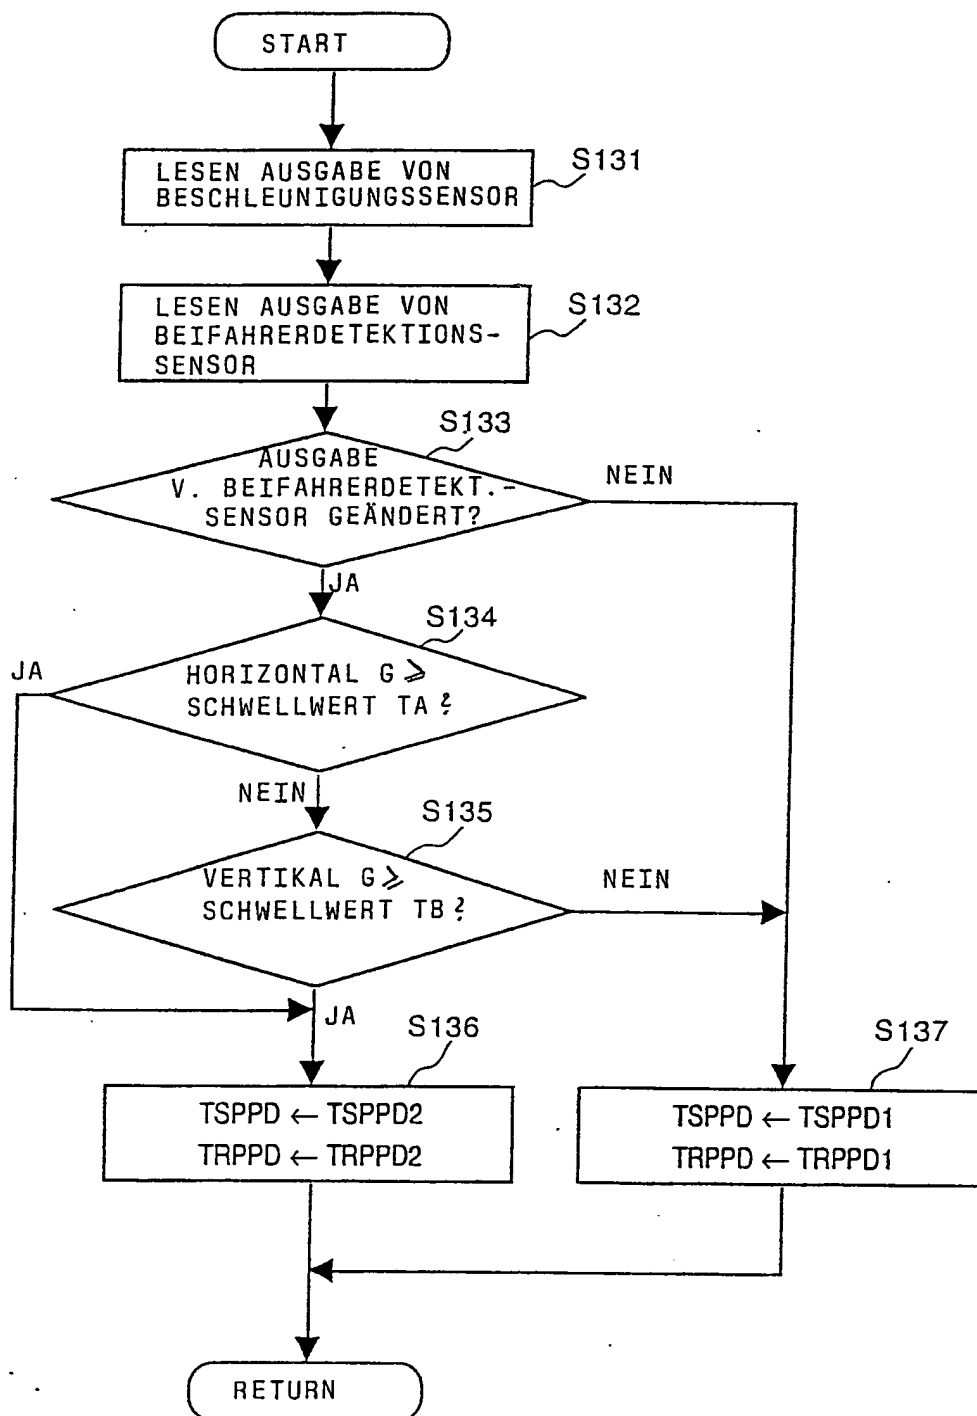 START
S131
LESEN AUSGABE VON
BESCHLEUNIGUNGSSENSOR
S132
LESEN AUSGABE VON
BEIFAHRERDETEKTIONS-
SENSOR
S133
AUSGABE
V. BEIFAHRERDETEKT.-
SENSOR GEÄNDERT?
NEIN
JA
S134
JA
HORIZONTAL G ⩾
SCHWELLWERT TA?
NEIN
S135
VERTIKAL G ⩾
SCHWELLWERT TB?
NEIN
JA
S136
TSPPD ← TSPPD2
TRPPD ← TRPPD2
S137
TSPPD ← TSPPD1
TRPPD ← TRPPD1
RETURN